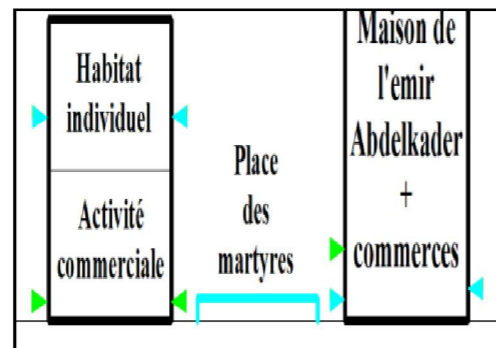 Habitat
individuel
Activité
commerciale
Place
des
martyres
Maison de
l'emir
Abdelkader
+
commerces